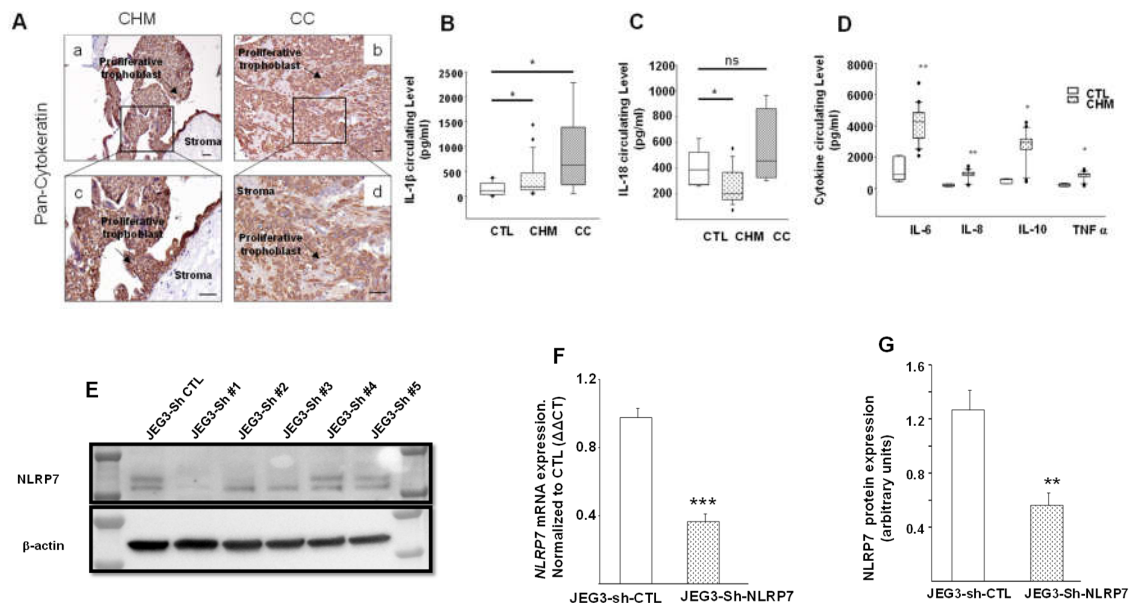 CHM
CC
A
Pan-Cytokeratin
a
Proliferative
trophoblast
Stroma
b
Proliferative
trophoblast
c
Proliferative
trophoblast
Stroma
d
Stroma
Proliferative
trophoblast
B
IL-1β circulating Level
(pg/ml)
2500
2000
1500
1000
500
0
*
*
CTL CHM CC
C
IL-18 circulating Level
(pg/ml)
1200
1000
800
600
400
200
ns
*
CTL CHM CC
D
Cytokine circulating Level
(pg/ml)
8000
6000
4000
2000
0
**
**
*
*
CTL
CHM
IL-6 IL-8 IL-10 TNF α
E
JEG3-Sh CTL
JEG3-Sh #1
JEG3-Sh #2
JEG3-Sh #3
JEG3-Sh #4
JEG3-Sh #5
NLRP7
β-actin
F
NLRP7 mRNA expression.
Normalized to CTL (ΔΔCT)
1.2
0.8
0.4
***
JEG3-sh-CTL JEG3-Sh-NLRP7
G
NLRP7 protein expression
(arbitrary units)
1.6
1.2
0.8
0.4
**
JEG3-sh-CTL JEG3-Sh-NLRP7